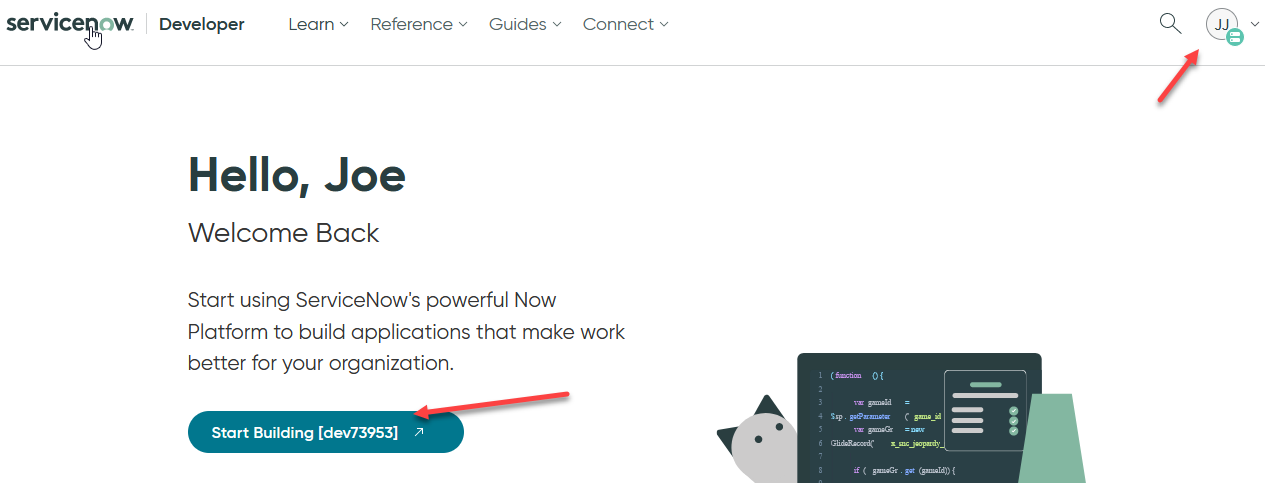 servicenow Developer Learn Reference Guides Connect JJ
Hello, Joe
Welcome Back
Start using ServiceNow's powerful Now
Platform to build applications that make work
better for your organization.
Start Building [dev73953]
1 (function () {
2
3 var gameId =
4 $sp . getParameter ( game_id
5 var gameGr = new
6 GlideRecord( x_snc_jeopardy_
7
8 if ( gameGr . get (gameId)) {